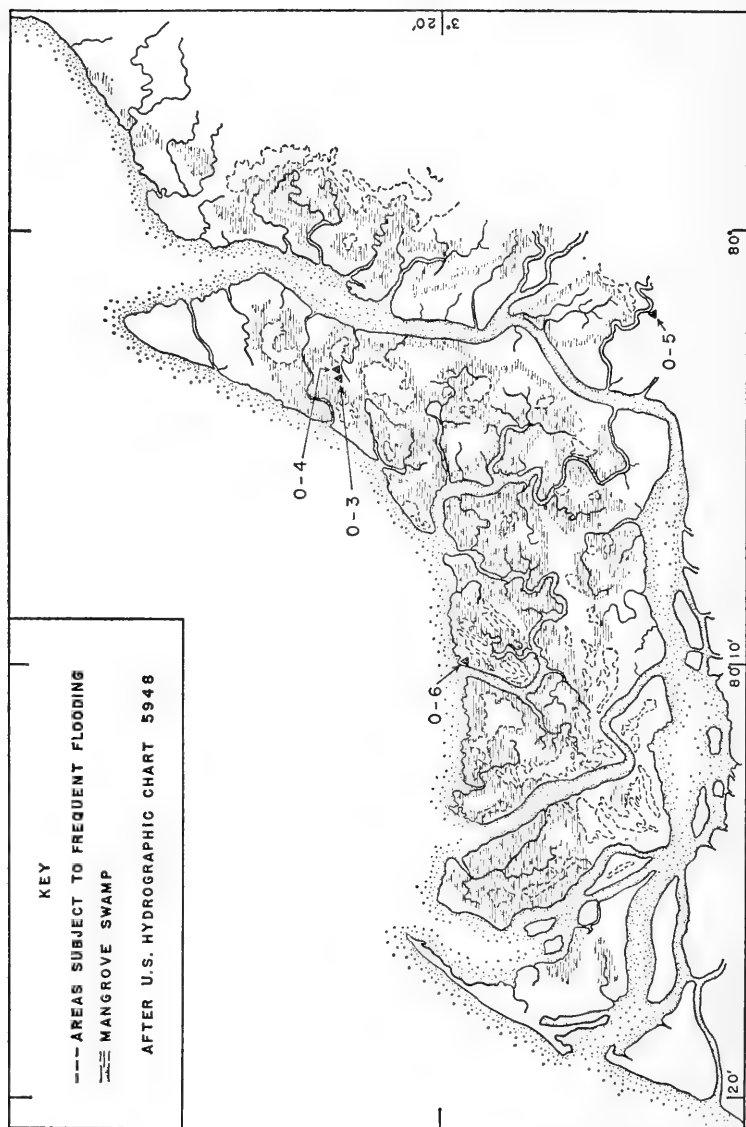 KEY
--- AREAS SUBJECT TO FREQUENT FLOODING
MANGROVE SWAMP
AFTER U.S. HYDROGRAPHIC CHART 5948
O-6
O-4
O-3
O-5
3° 20'
20'
80° 10'
80°